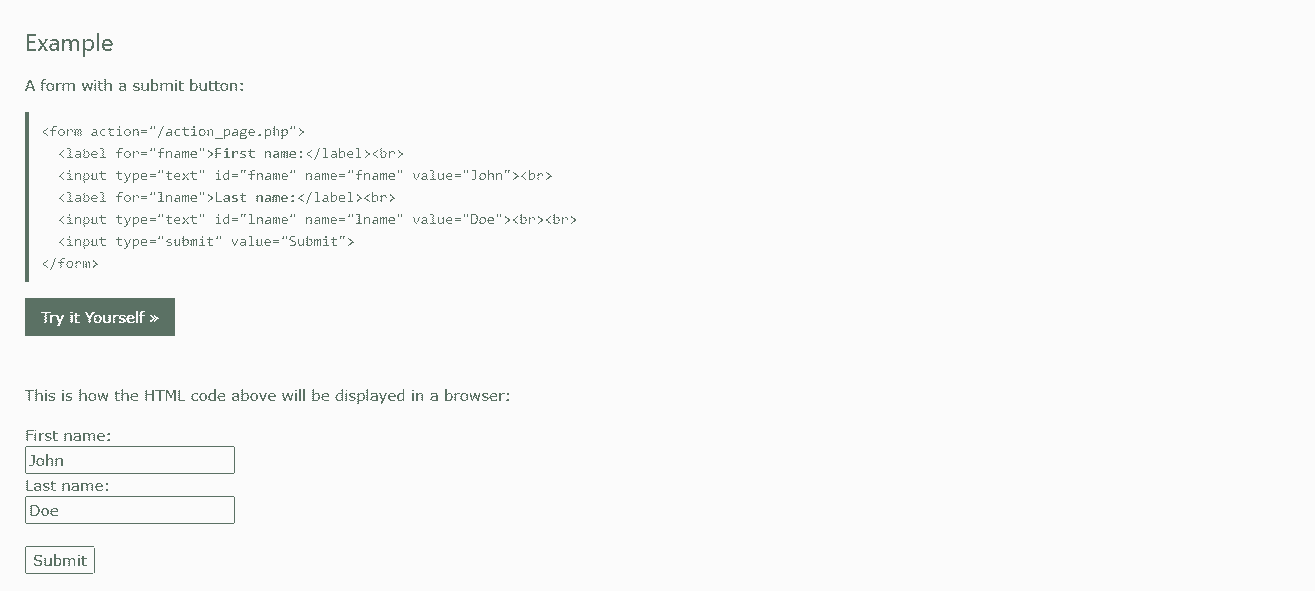 Example
A form with a submit button:
<form action="/action_page.php">
  <label for="fname">First name:</label><br>
  <input type="text" id="fname" name="fname" value="John"><br>
  <label for="lname">Last name:</label><br>
  <input type="text" id="lname" name="lname" value="Doe"><br><br>
  <input type="submit" value="Submit">
</form>
Try it Yourself »
This is how the HTML code above will be displayed in a browser:
First name:
John
Last name:
Doe
Submit